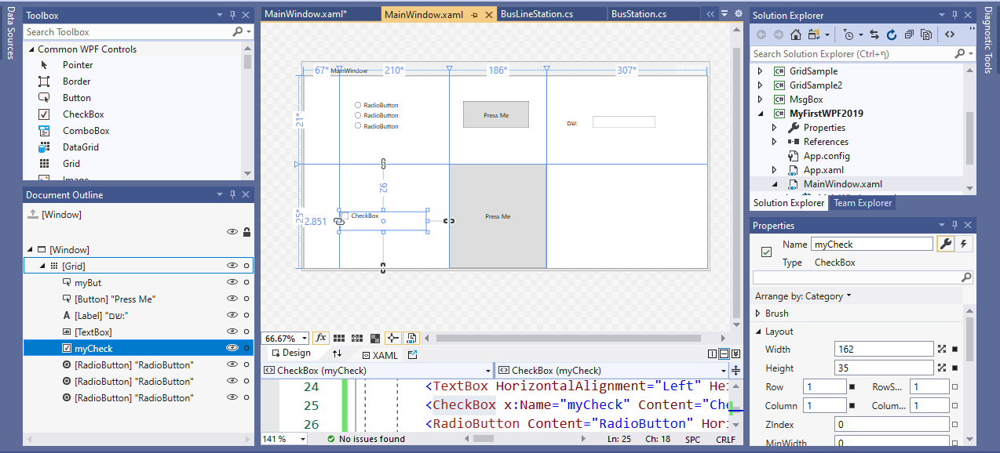 Data Sources
Toolbox
Search Toolbox
Common WPF Controls
Pointer
Border
Button
CheckBox
ComboBox
DataGrid
Grid
Image
Document Outline
[Window]
[Window]
[Grid]
myBut
[Button] "Press Me"
[Label] "שם:"
[TextBox]
myCheck
[RadioButton] "RadioButton"
[RadioButton] "RadioButton"
[RadioButton] "RadioButton"
MainWindow.xaml*
MainWindow.xaml
BusLineStation.cs
BusStation.cs
67*
MainWindow
210*
186*
307*
21*
RadioButton
RadioButton
RadioButton
Press Me
שם:
92
25*
2.851
CheckBox
Press Me
66.67%
fx
Design
XAML
CheckBox (myCheck)
CheckBox (myCheck)
24 <TextBox HorizontalAlignment="Left" Hei
25 <CheckBox x:Name="myCheck" Content="Che
26 <RadioButton Content="RadioButton" Hori
141 %
No issues found
Ln: 25
Ch: 18
SPC
CRLF
Solution Explorer
Search Solution Explorer (Ctrl+ך)
GridSample
GridSample2
MsgBox
MyFirstWPF2019
Properties
References
App.config
App.xaml
MainWindow.xaml
Solution Explorer
Team Explorer
Properties
Name myCheck
Type CheckBox
Arrange by: Category
Brush
Layout
Width 162
Height 35
Row 1 RowS... 1
Column 1 Colum... 1
ZIndex 0
MinWidth 0
Diagnostic Tools